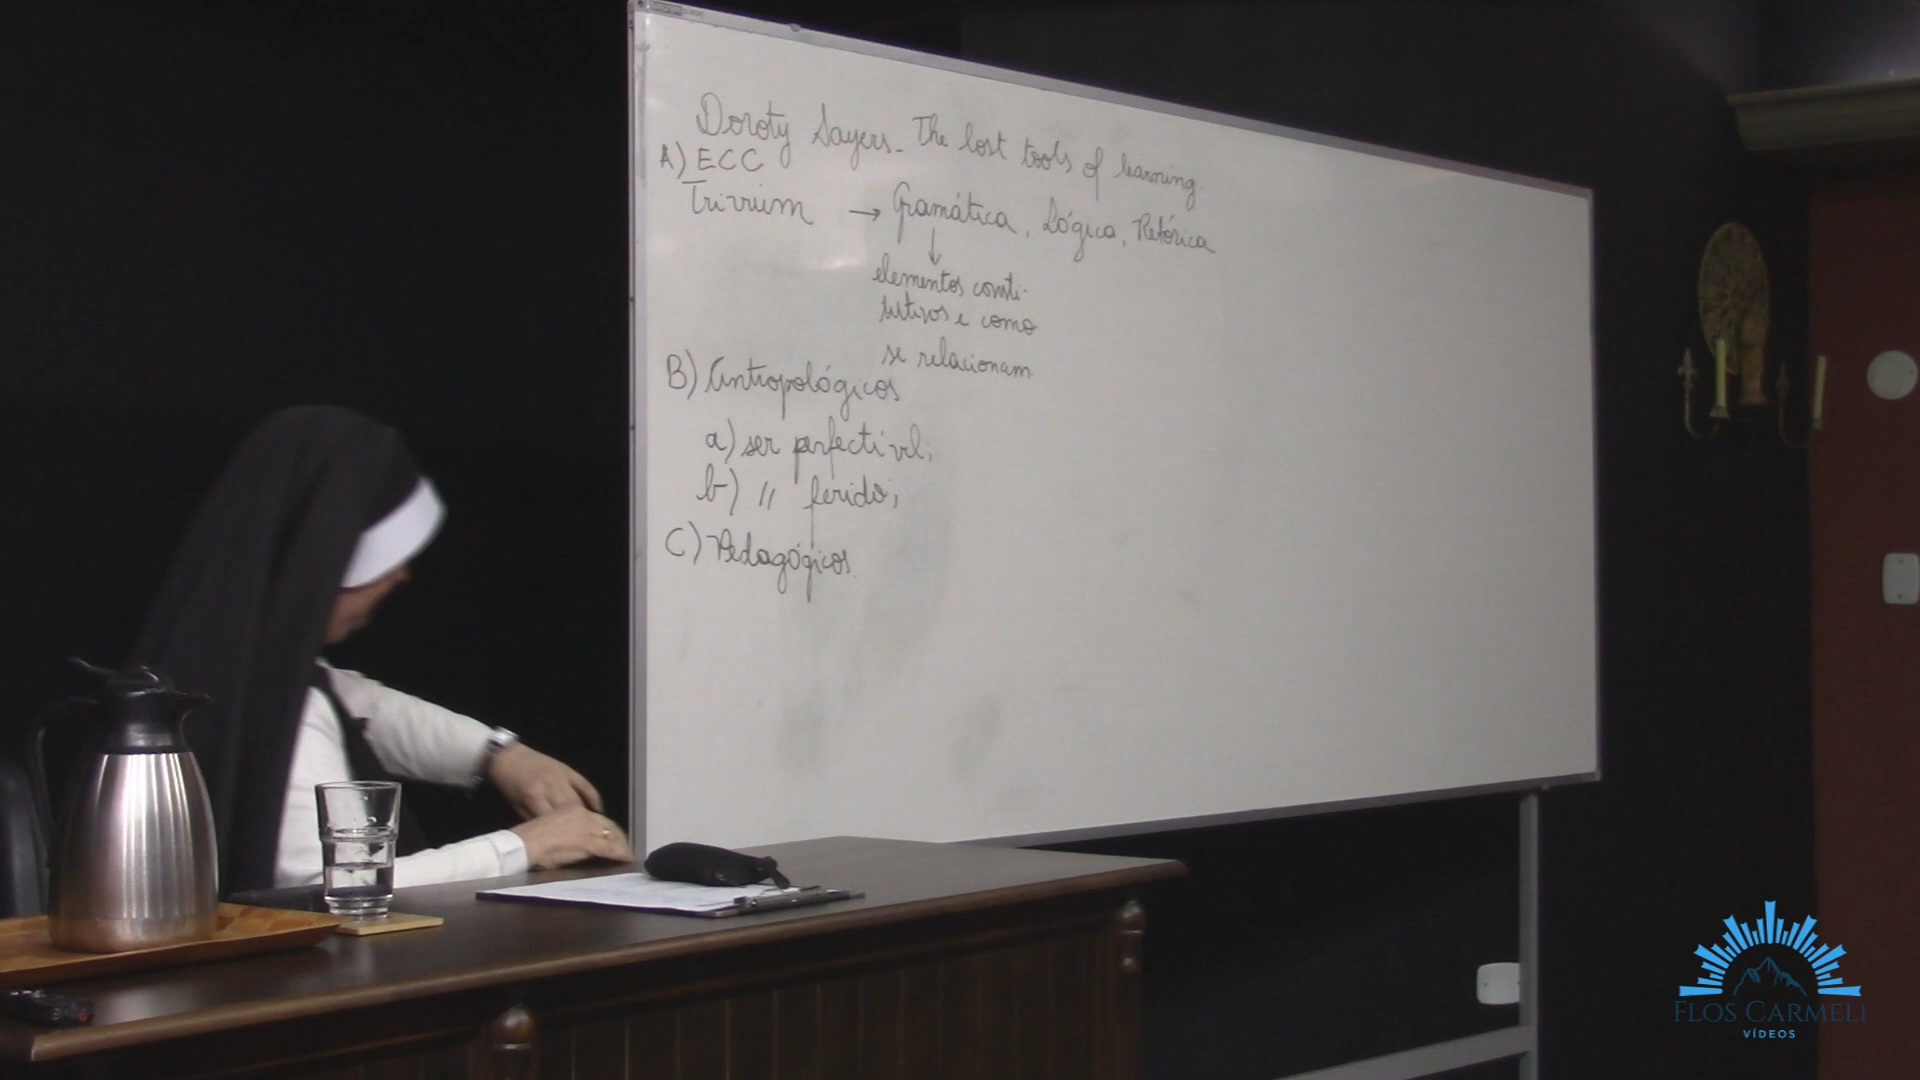 Doroty Sayers - The lost tools of learning.
A) ECC
Trivium → Gramática, Lógica, Retórica
↓
elementos consti-
tutivos e como
se relacionam.
B) Antropológicos
a) ser perfectível;
b) " ferido;
C) Pedagógicos.
FLOS CARMELI
VÍDEOS